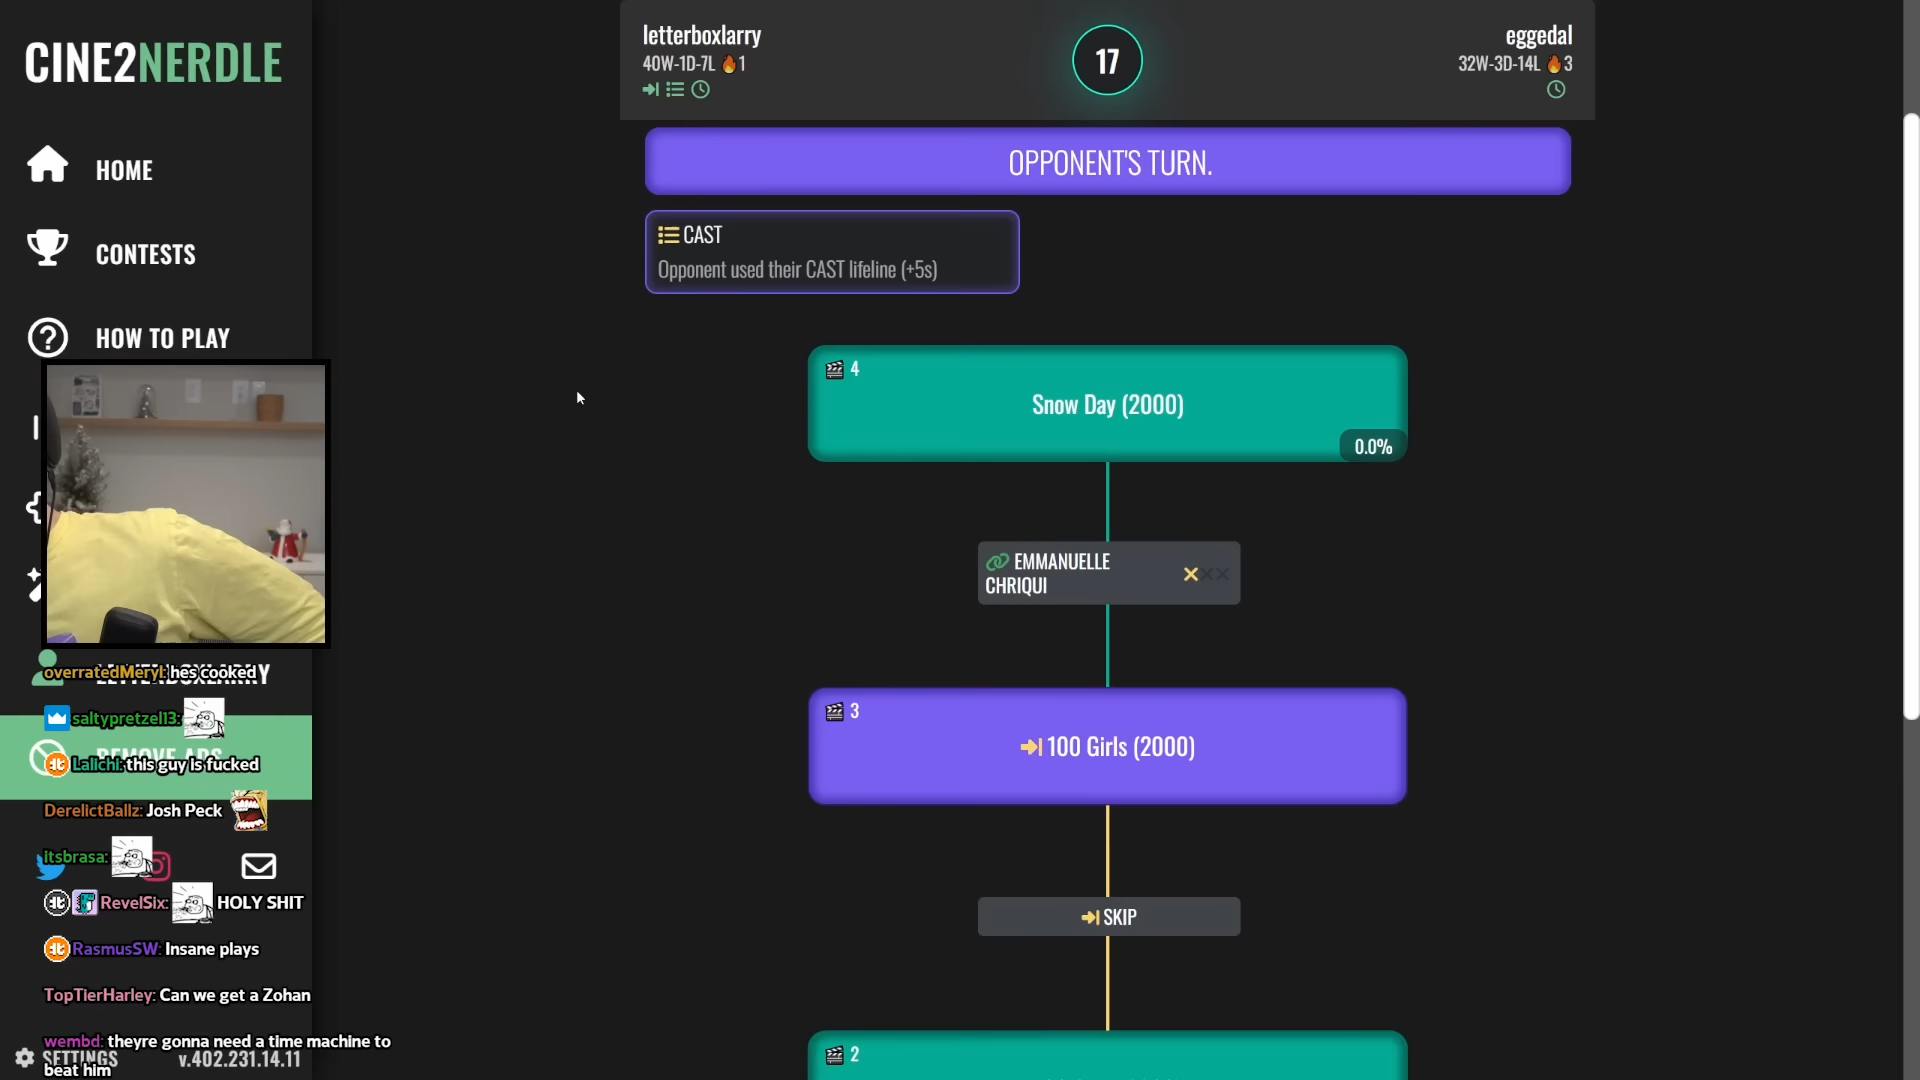 CINE2NERDLE
HOME
CONTESTS
HOW TO PLAY
REMOVE ADS
SETTINGS
v.402.231.14.11
overratedMeryl: hes cooked
saltypretzel13:
Lalichi: this guy is fucked
DerelictBallz: Josh Peck
itsbrasa:
RevelSix: HOLY SHIT
RasmusSW: Insane plays
TopTierHarley: Can we get a Zohan
wembd: theyre gonna need a time machine to
beat him
letterboxlarry
40W-1D-7L 1
17
eggedal
32W-3D-14L 3
OPPONENT'S TURN.
CAST
Opponent used their CAST lifeline (+5s)
4
Snow Day (2000)
0.0%
EMMANUELLE
CHRIQUI
3
100 Girls (2000)
SKIP
2